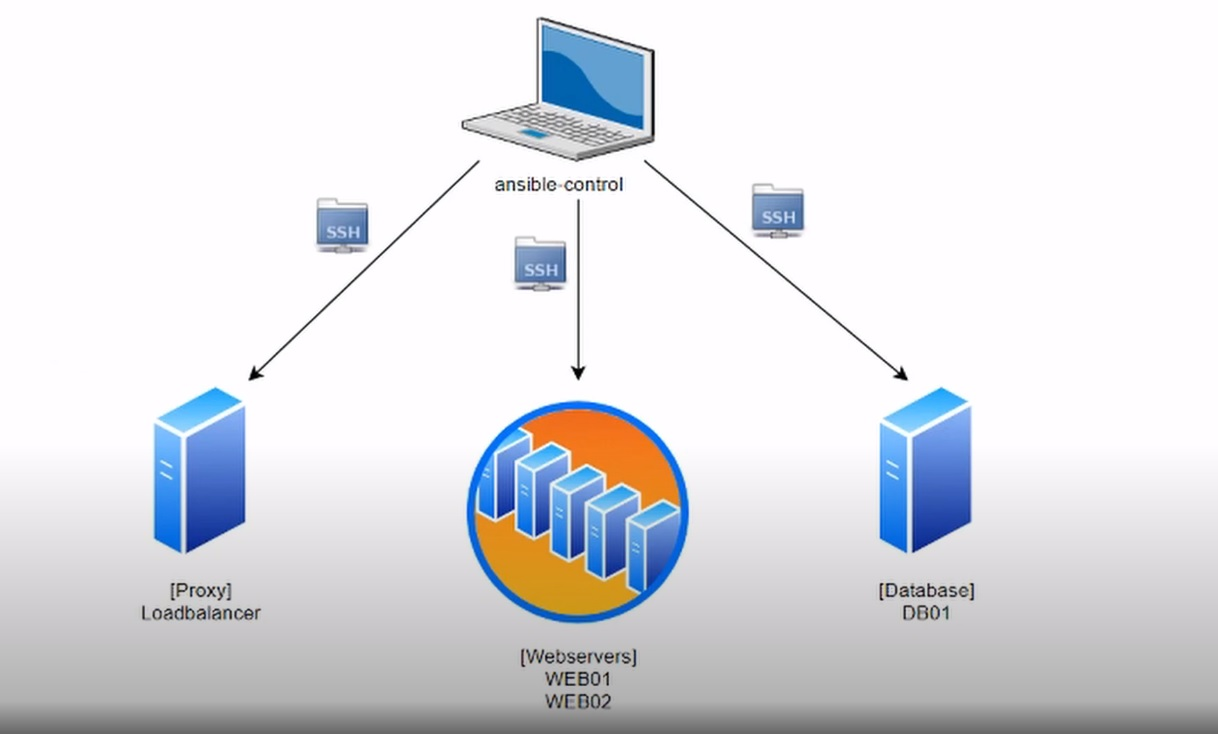 ansible-control
SSH
SSH
SSH
[Proxy]
Loadbalancer
[Webservers]
WEB01
WEB02
[Database]
DB01